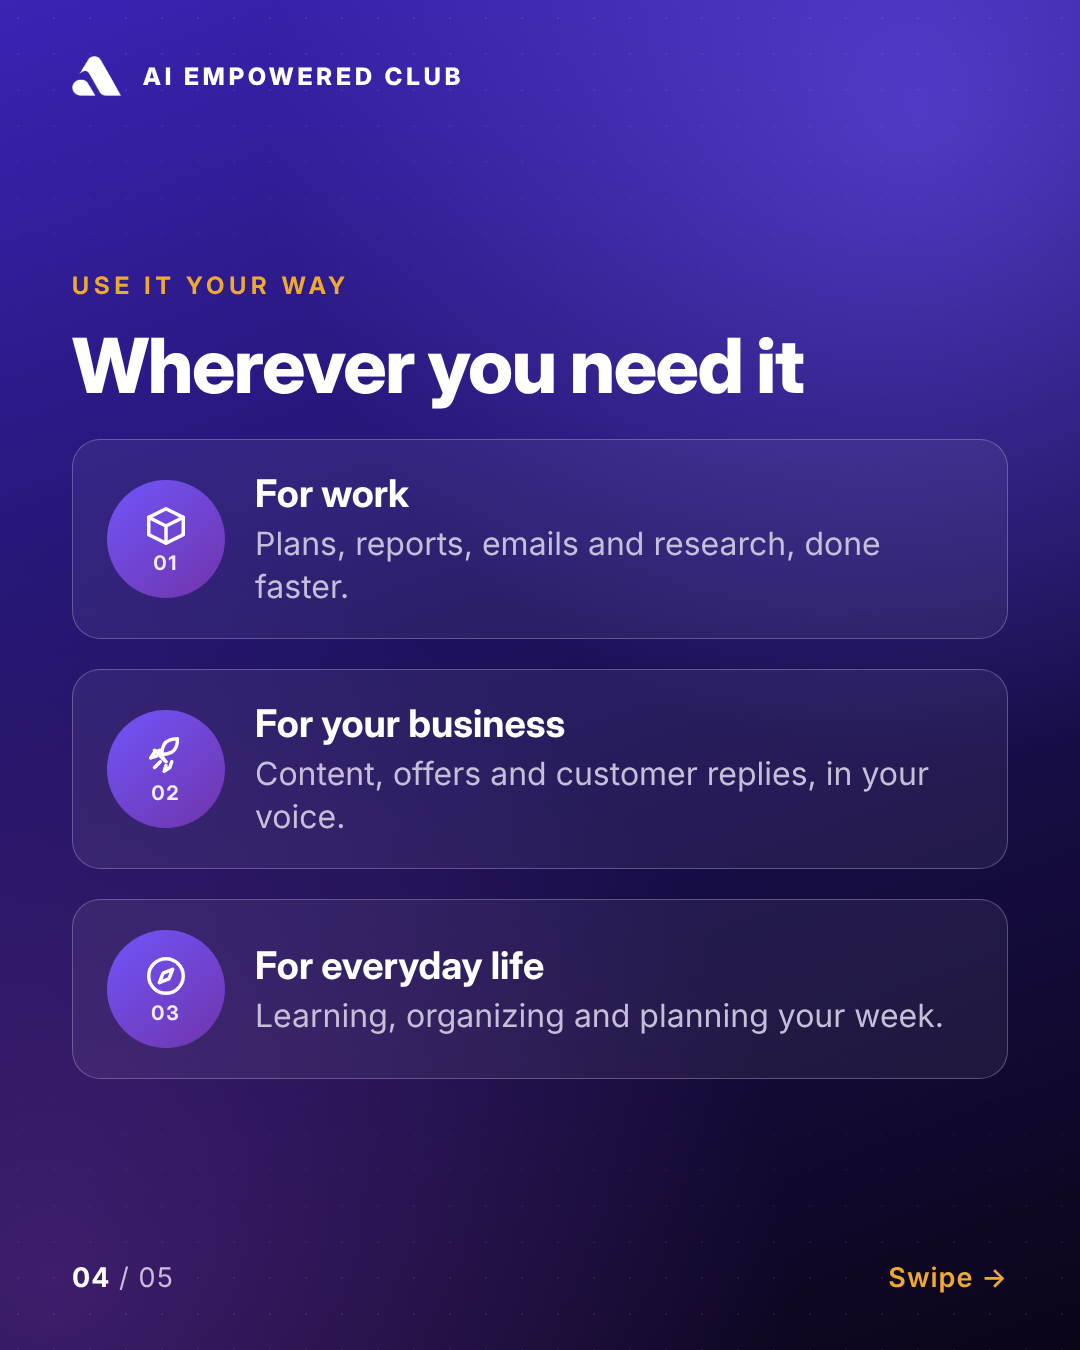 AI EMPOWERED CLUB
USE IT YOUR WAY
Wherever you need it
01
For work
Plans, reports, emails and research, done
faster.
02
For your business
Content, offers and customer replies, in your
voice.
03
For everyday life
Learning, organizing and planning your week.
04 / 05
Swipe →